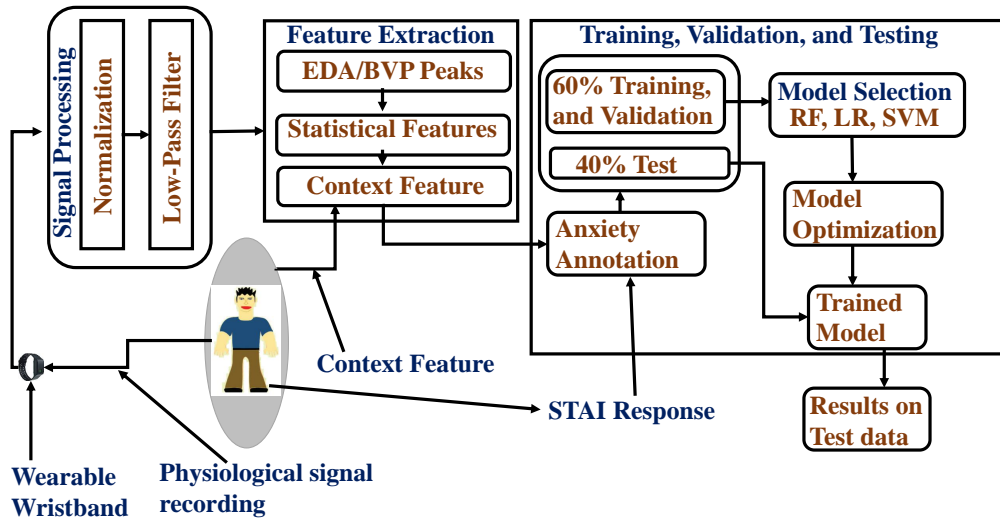 Signal Processing
Normalization
Low-Pass Filter
Feature Extraction
EDA/BVP Peaks
Statistical Features
Context Feature
Training, Validation, and Testing
60% Training,
and Validation
40% Test
Model Selection
RF, LR, SVM
Anxiety
Annotation
Model
Optimization
Trained
Model
Results on
Test data
Context Feature
STAI Response
Wearable
Wristband
Physiological signal
recording